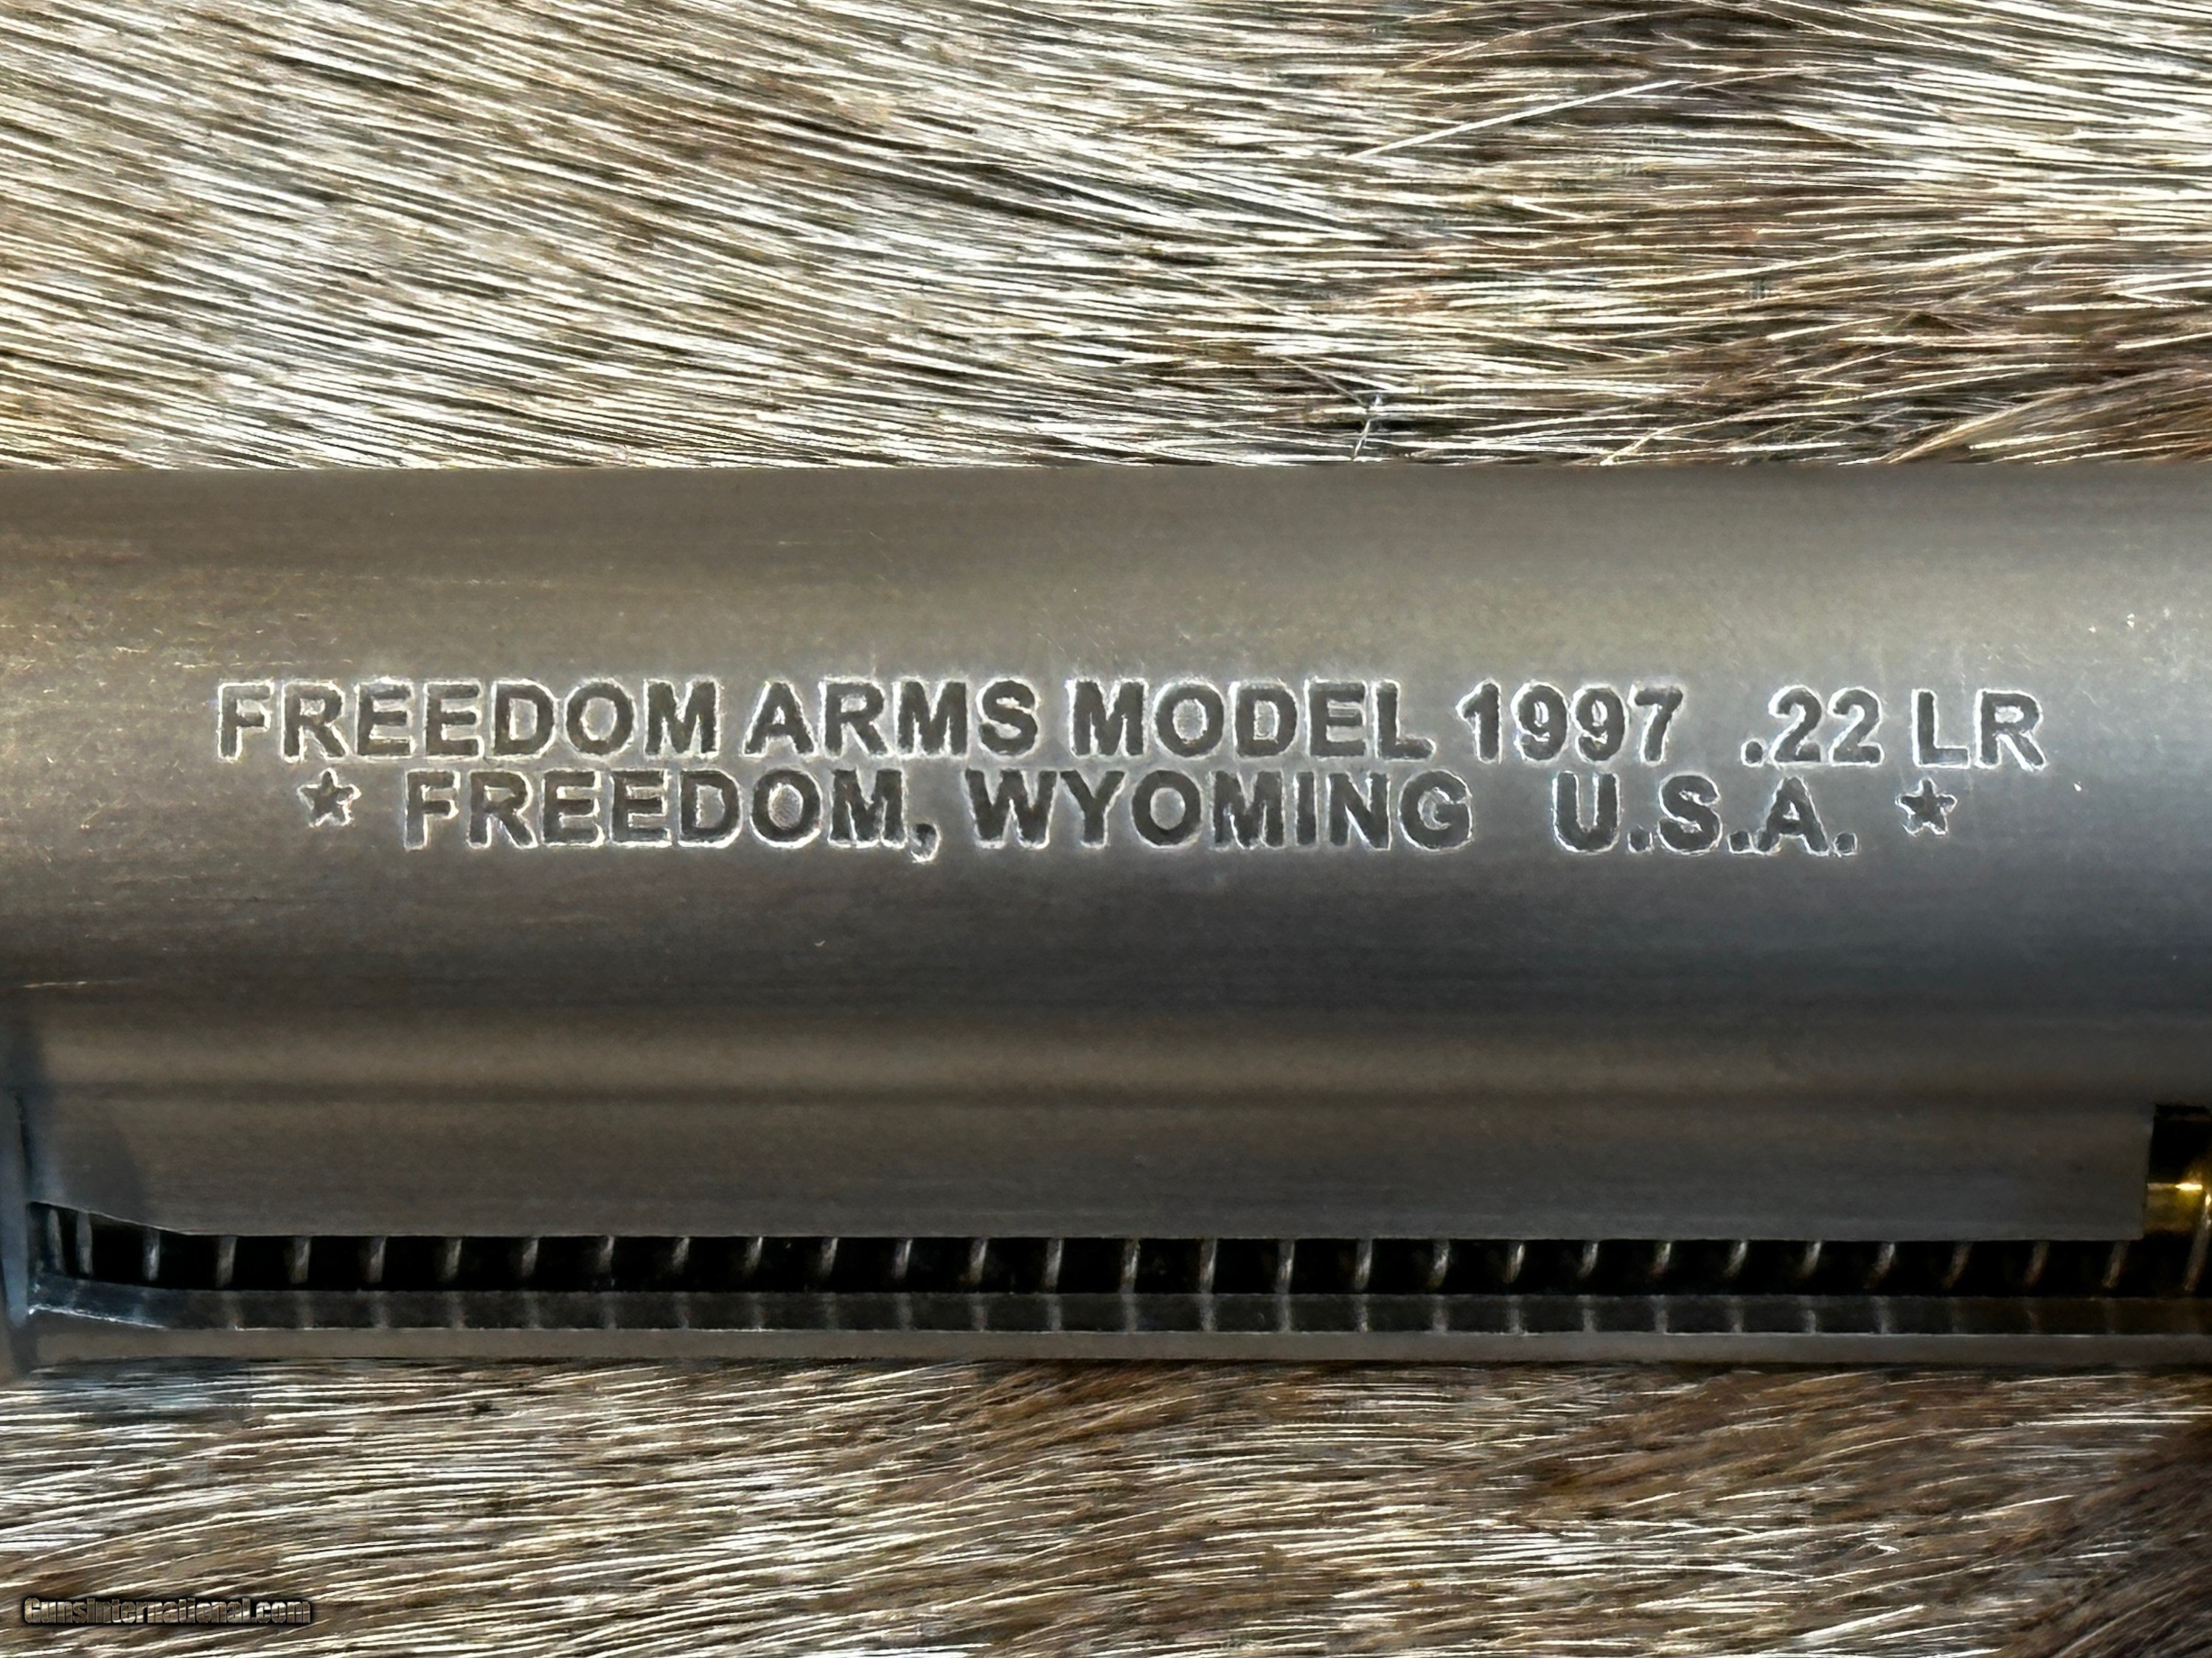 FREEDOM ARMS MODEL 1997 .22 LR
★ FREEDOM, WYOMING U.S.A. ★
GunsInternational.com